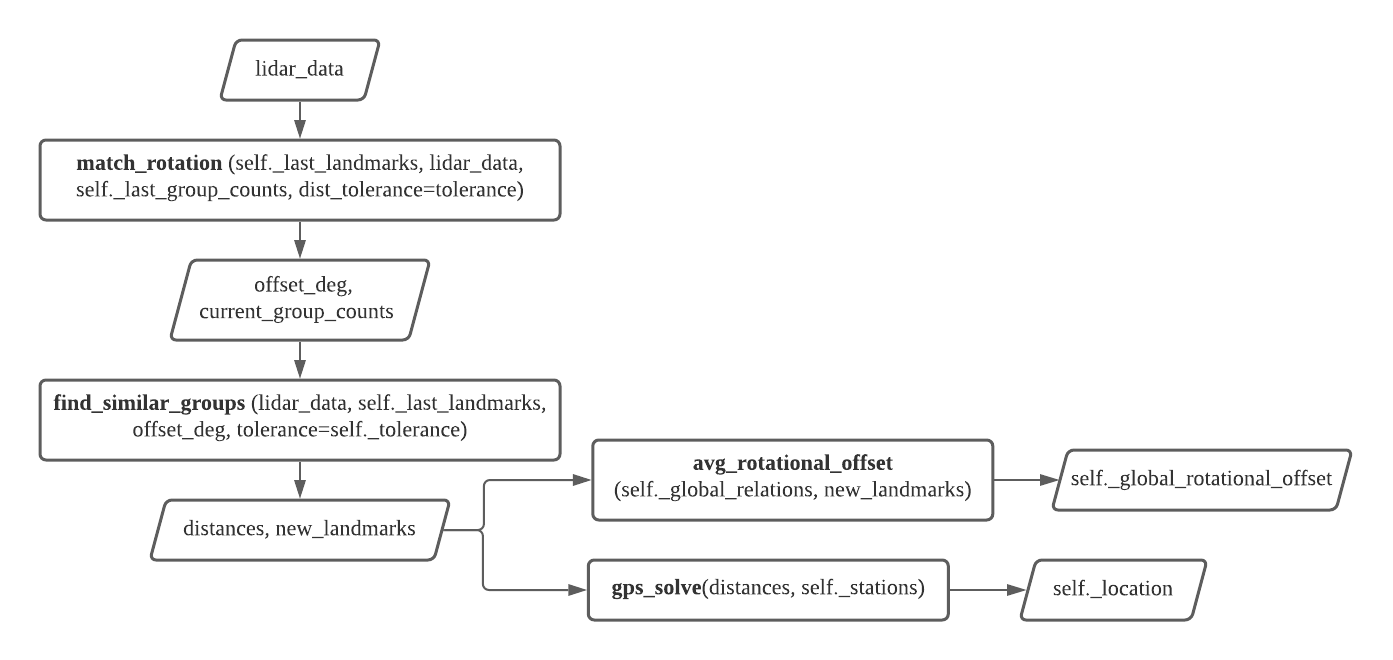 lidar_data
match_rotation (self._last_landmarks, lidar_data,
self._last_group_counts, dist_tolerance=tolerance)
offset_deg,
current_group_counts
find_similar_groups (lidar_data, self._last_landmarks,
offset_deg, tolerance=self._tolerance)
distances, new_landmarks
avg_rotational_offset
(self._global_relations, new_landmarks)
self._global_rotational_offset
gps_solve(distances, self._stations)
self._location